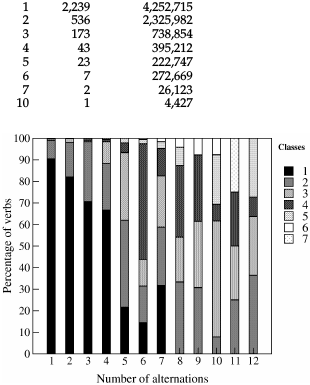 1 2,239 4,252,715
2 536 2,325,982
3 173 738,854
4 43 395,212
5 23 222,747
6 7 272,669
7 2 26,123
10 1 4,427
100
90
80
70
60
50
40
30
20
10
0
Percentage of verbs
1 2 3 4 5 6 7 8 9 10 11 12
Number of alternations
Classes
1
2
3
4
5
6
7